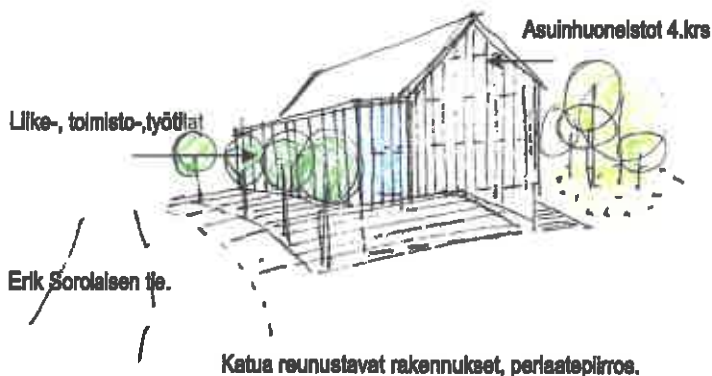 Asuinhuoneistot 4.krs
Liike-, toimisto-,työtilat
Erik Sorolaisen tie.
Katua reunustavat rakennukset, periaatepiirros.